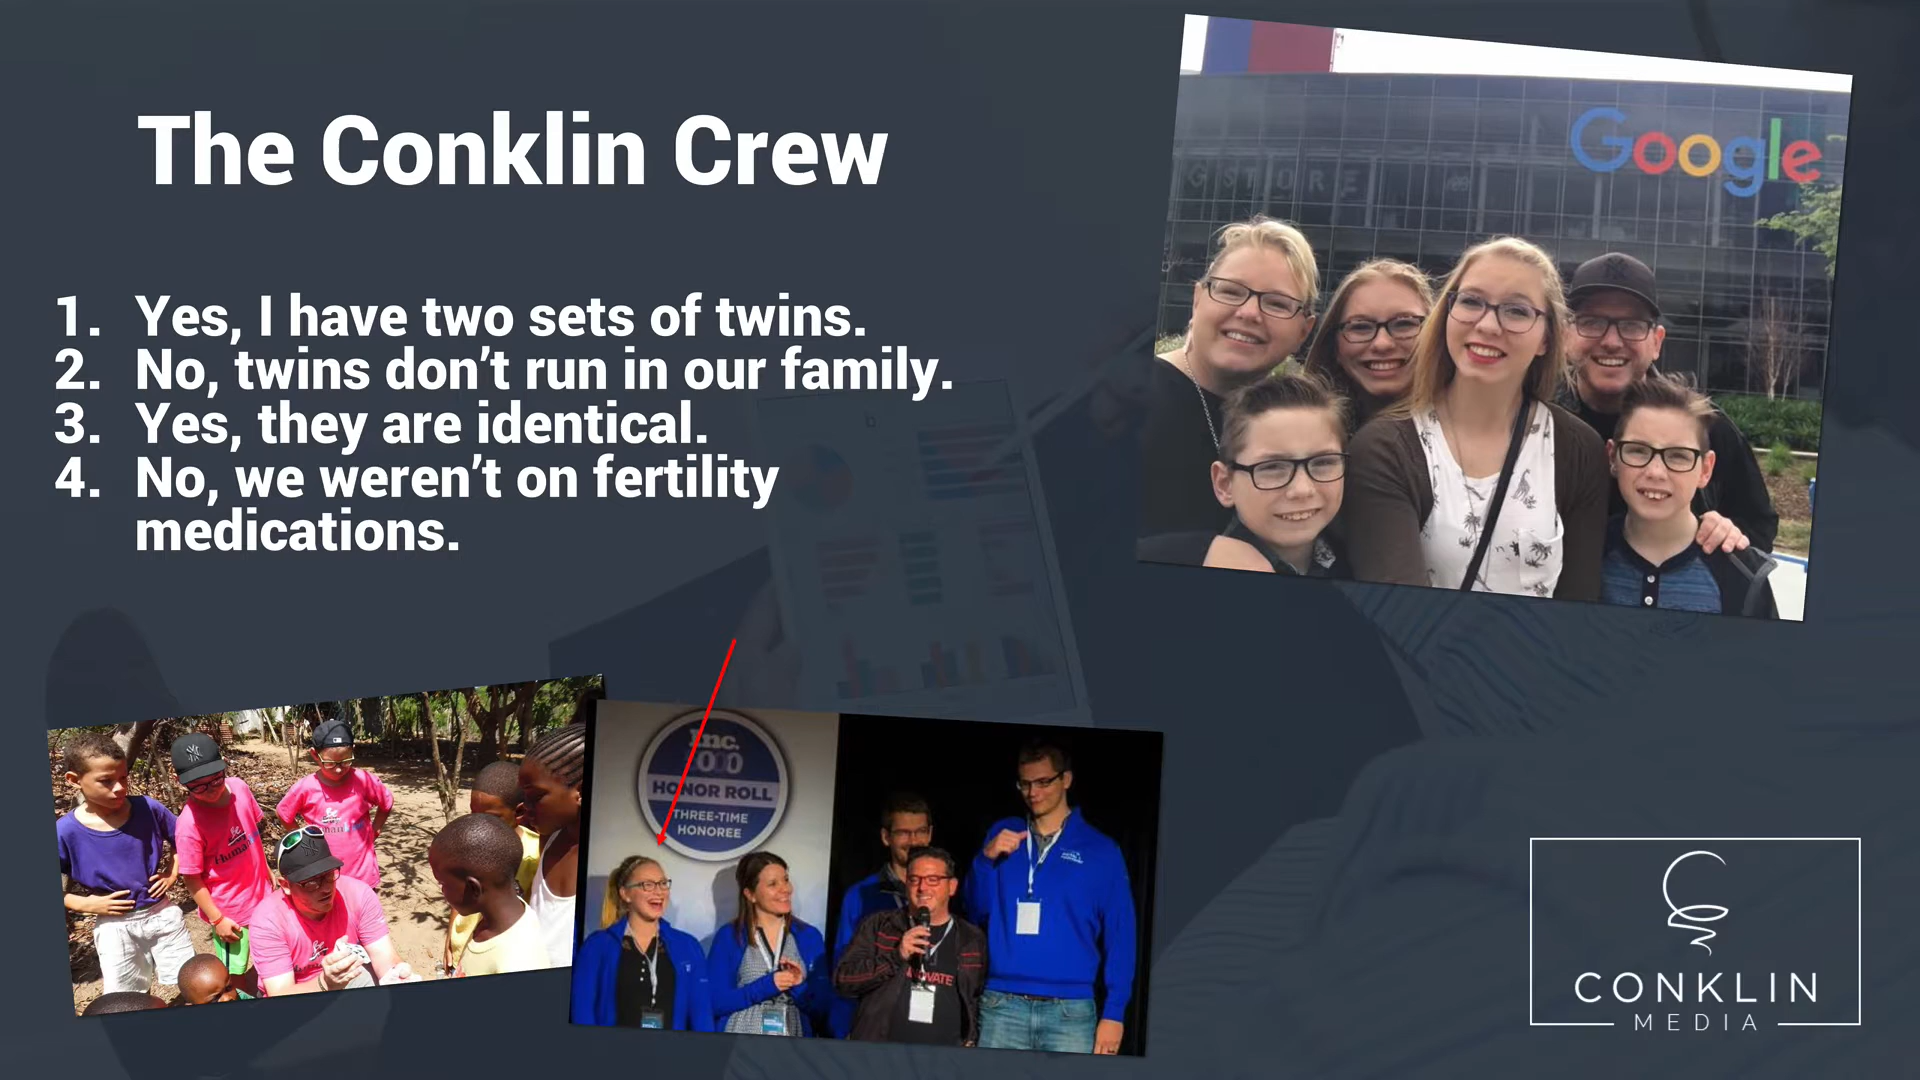 The Conklin Crew
1. Yes, I have two sets of twins.
2. No, twins don’t run in our family.
3. Yes, they are identical.
4. No, we weren’t on fertility
medications.
Google
G STORE
Inc.
HONOR ROLL
THREE-TIME
HONOREE
CONKLIN
MEDIA